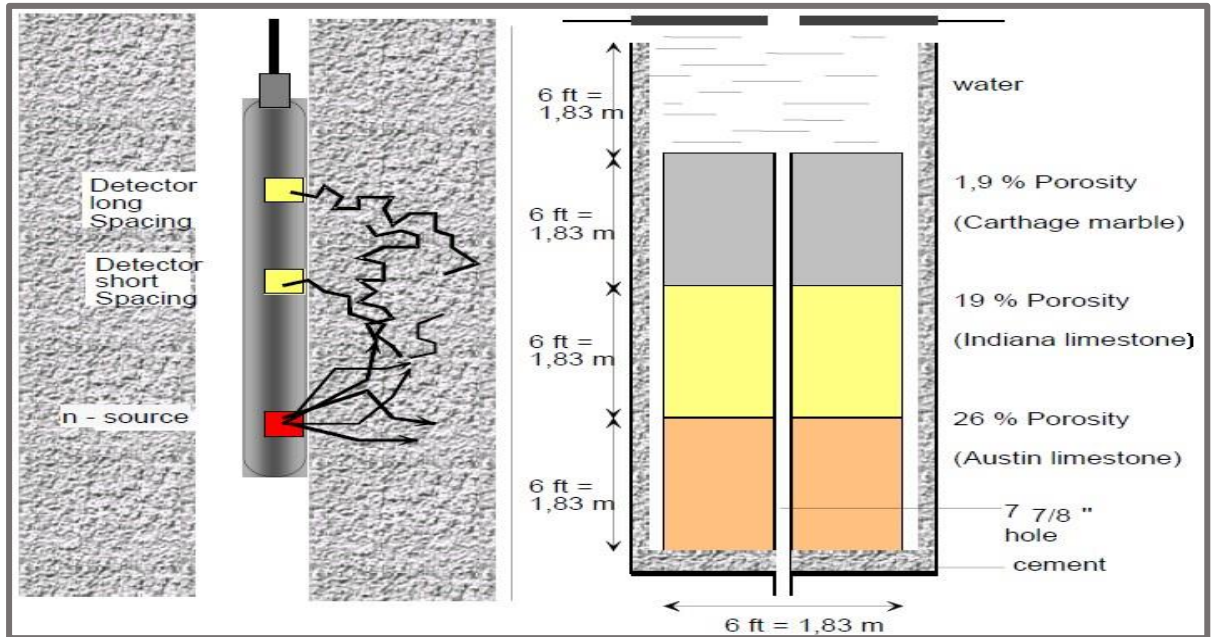 Detector
long
Spacing
Detector
short
Spacing
n - source
6 ft =
1,83 m
6 ft =
1,83 m
6 ft =
1,83 m
6 ft =
1,83 m
water
1,9 % Porosity
(Carthage marble)
19 % Porosity
(Indiana limestone)
26 % Porosity
(Austin limestone)
7 7/8 "
hole
cement
6 ft = 1,83 m